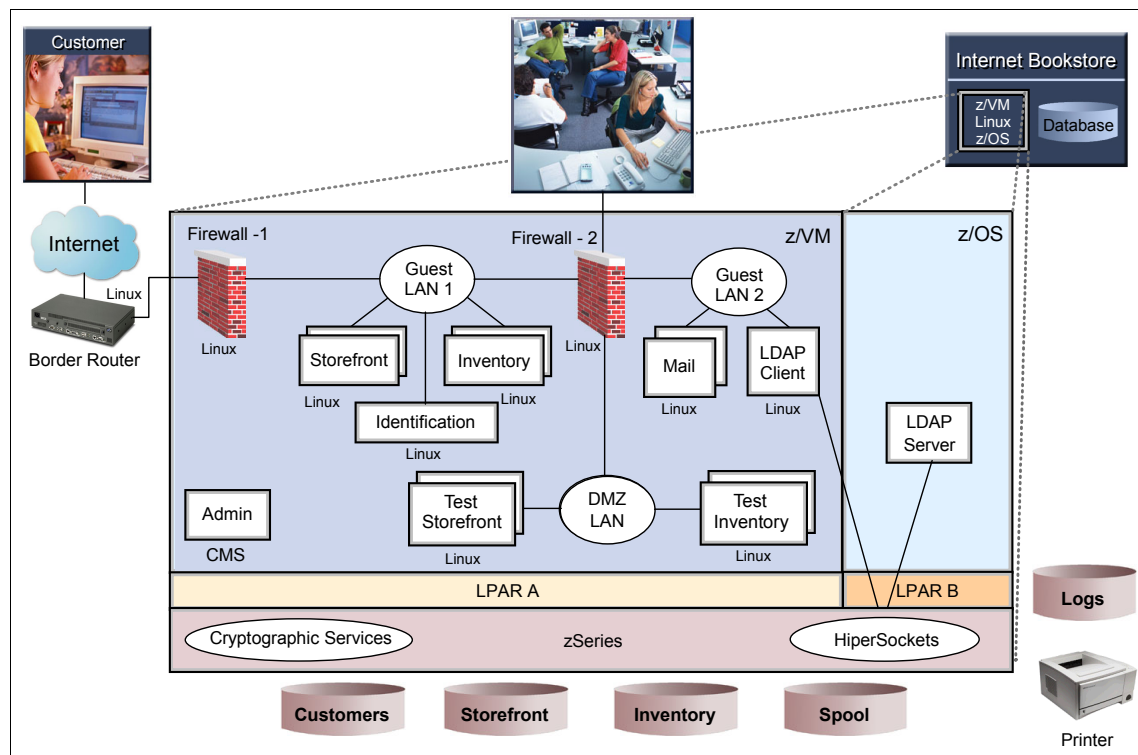 Customer
Internet Bookstore
z/VM
Linux
z/OS
Database
Internet
Linux
Border Router
Firewall -1
Firewall - 2
z/VM
z/OS
Guest
LAN 1
Guest
LAN 2
Linux
Linux
Storefront
Inventory
Mail
LDAP
Client
Linux
Linux
Linux
Linux
Identification
Linux
LDAP
Server
Admin
CMS
Test
Storefront
Linux
DMZ
LAN
Test
Inventory
Linux
LPAR A
LPAR B
Logs
Cryptographic Services
zSeries
HiperSockets
Customers
Storefront
Inventory
Spool
Printer